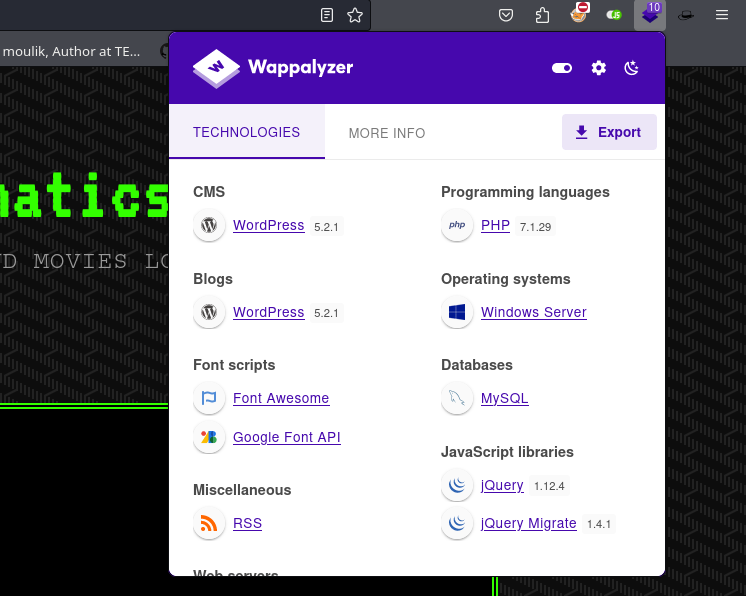 10
JS
moulik, Author at TE...
Wappalyzer
TECHNOLOGIES
MORE INFO
Export
CMS
WordPress 5.2.1
Programming languages
php PHP 7.1.29
Blogs
WordPress 5.2.1
Operating systems
Windows Server
Font scripts
Font Awesome
Google Font API
Databases
MySQL
JavaScript libraries
jQuery 1.12.4
jQuery Migrate 1.4.1
Miscellaneous
RSS
Web servers
natics
D MOVIES LO